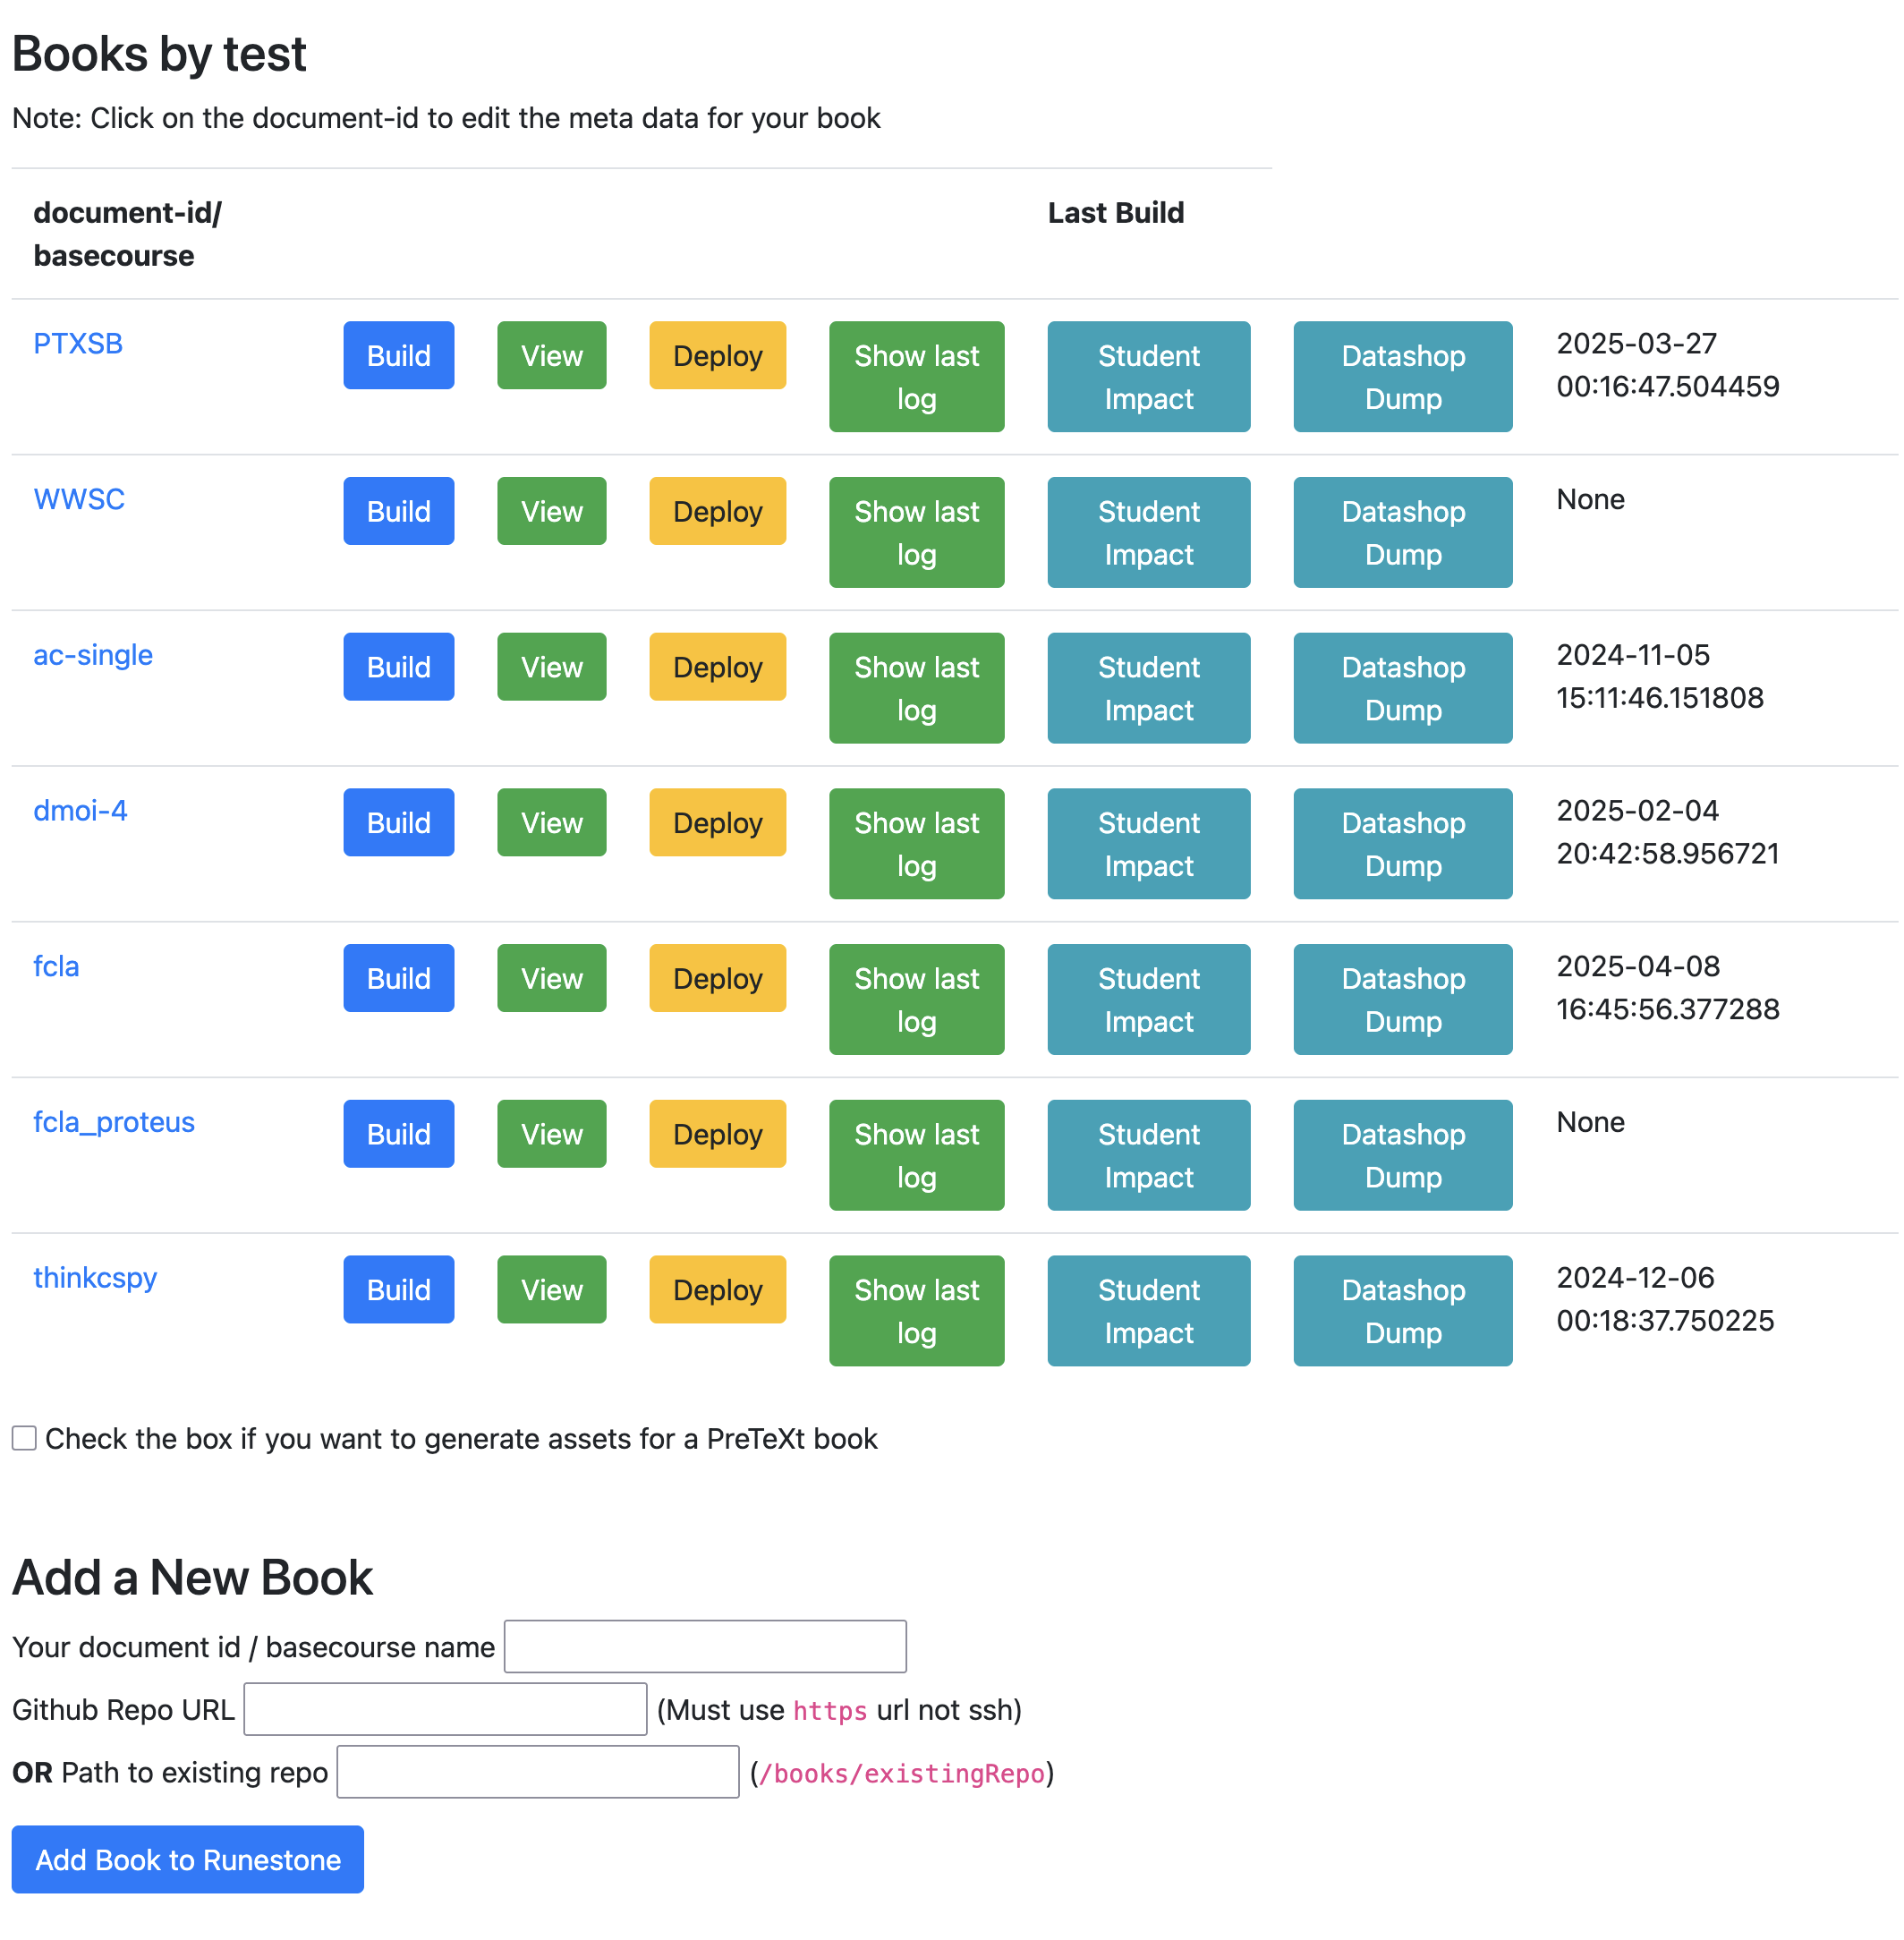 Books by test
Note: Click on the document-id to edit the meta data for your book
document-id/ Last Build
basecourse
PTXSB Build View Deploy Show last Student Datashop 2025-03-27
log Impact Dump 00:16:47.504459
WWSC Build View Deploy Show last Student Datashop None
log Impact Dump
ac-single Build View Deploy Show last Student Datashop 2024-11-05
log Impact Dump 15:11:46.151808
dmoi-4 Build View Deploy Show last Student Datashop 2025-02-04
log Impact Dump 20:42:58.956721
fcla Build View Deploy Show last Student Datashop 2025-04-08
log Impact Dump 16:45:56.377288
fcla_proteus Build View Deploy Show last Student Datashop None
log Impact Dump
thinkcspy Build View Deploy Show last Student Datashop 2024-12-06
log Impact Dump 00:18:37.750225
Check the box if you want to generate assets for a PreTeXt book
Add a New Book
Your document id / basecourse name
Github Repo URL (Must use https url not ssh)
OR Path to existing repo (/books/existingRepo)
Add Book to Runestone